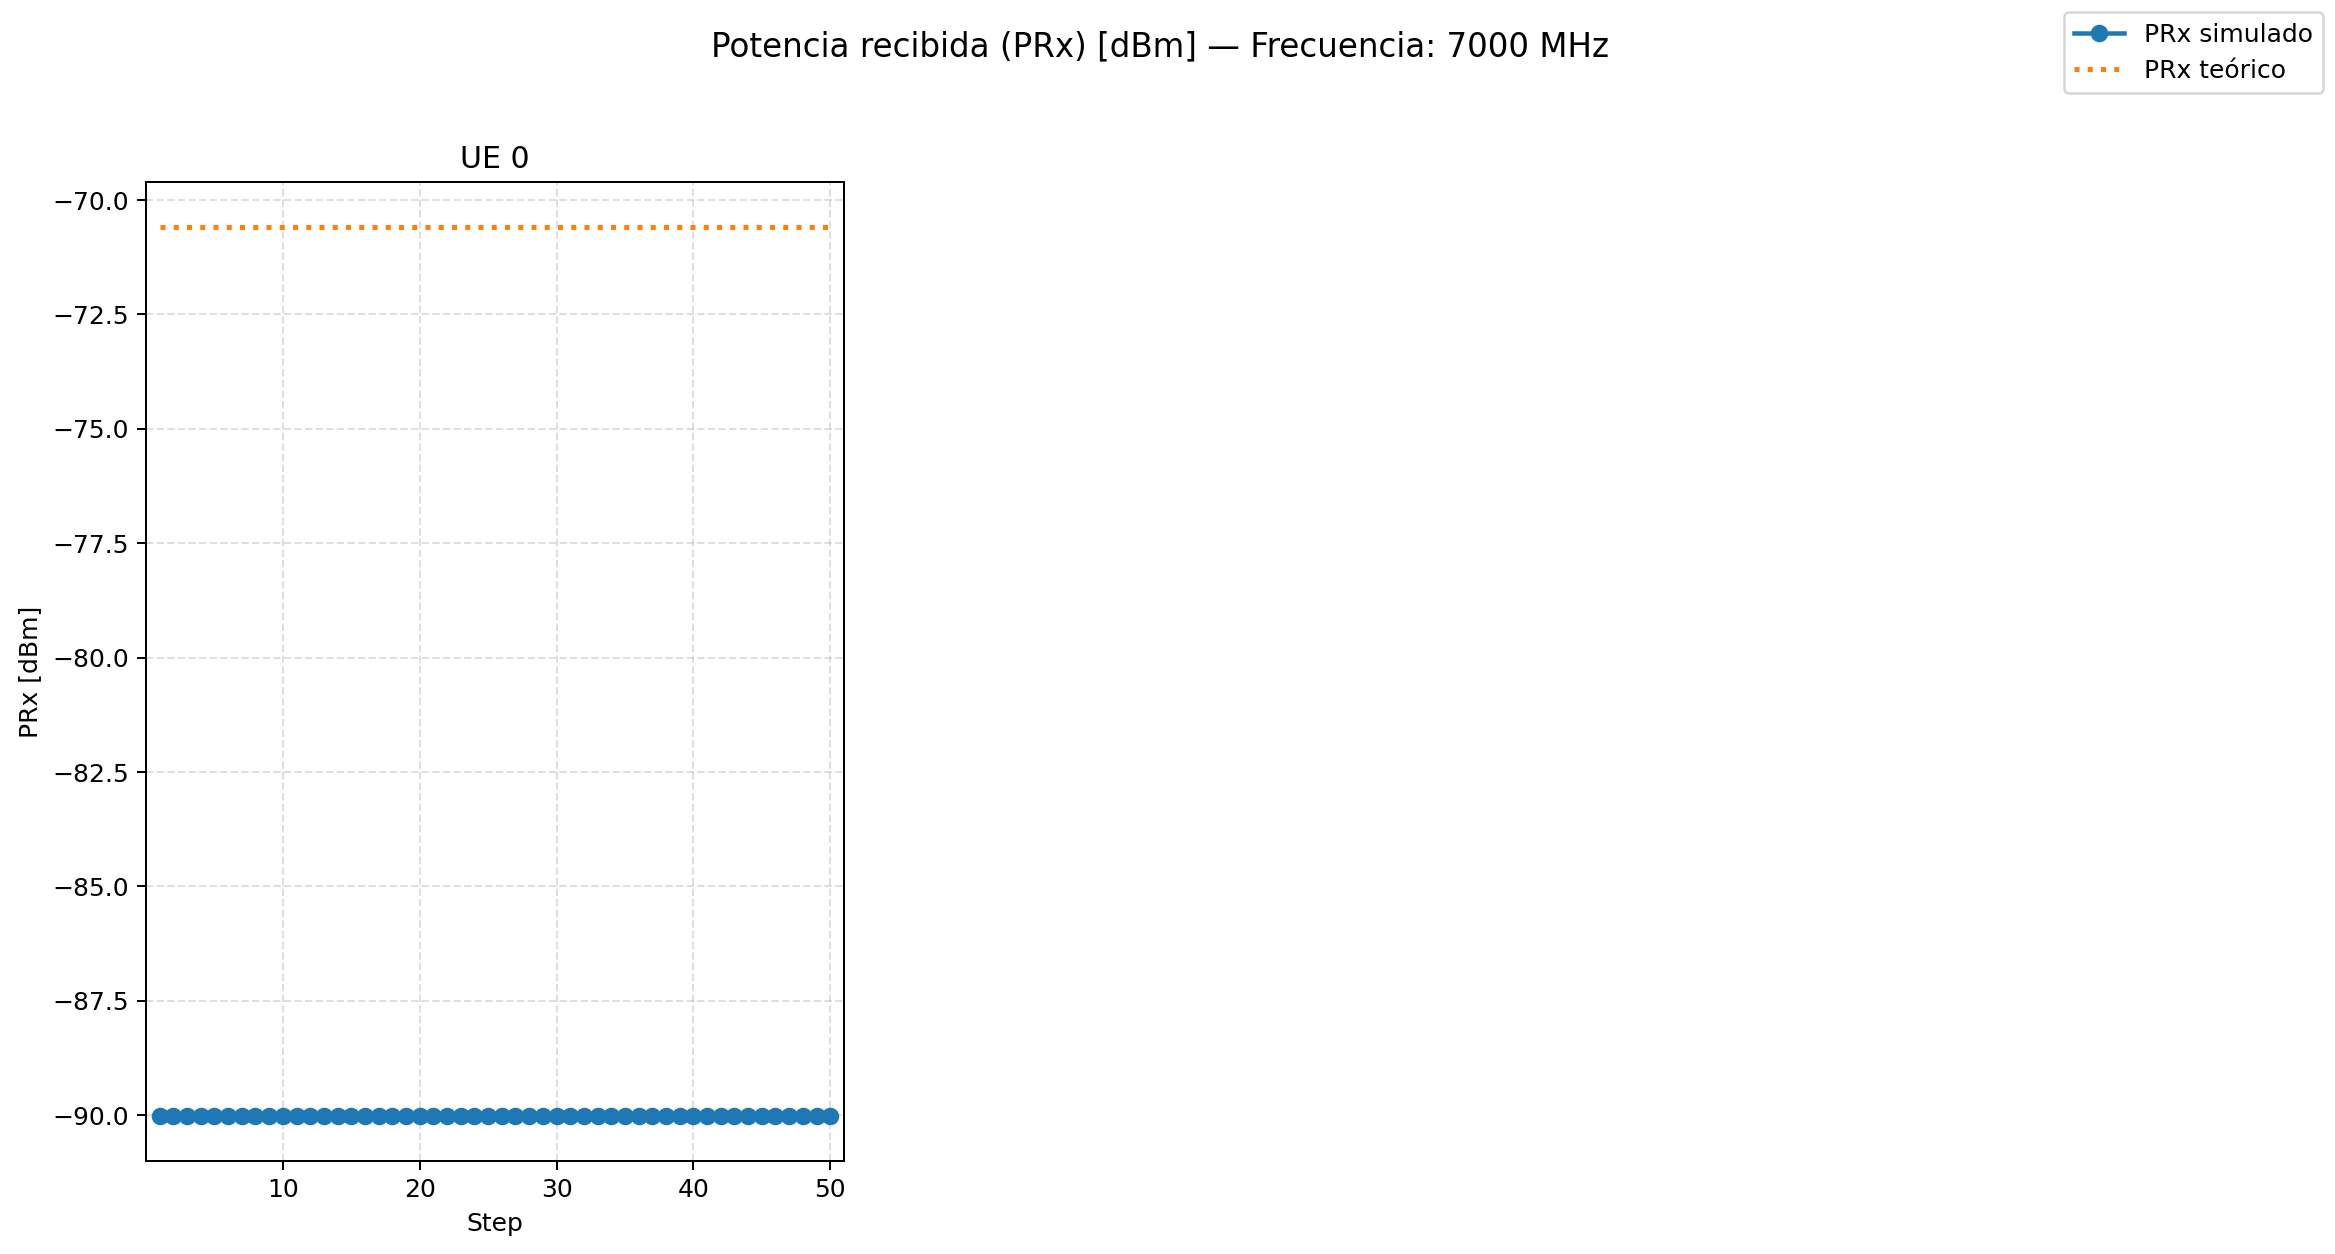 Potencia recibida (PRx) [dBm] — Frecuencia: 7000 MHz
PRx simulado
PRx teórico
UE 0
−70.0
−72.5
−75.0
−77.5
−80.0
−82.5
−85.0
−87.5
−90.0
PRx [dBm]
10 20 30 40 50
Step